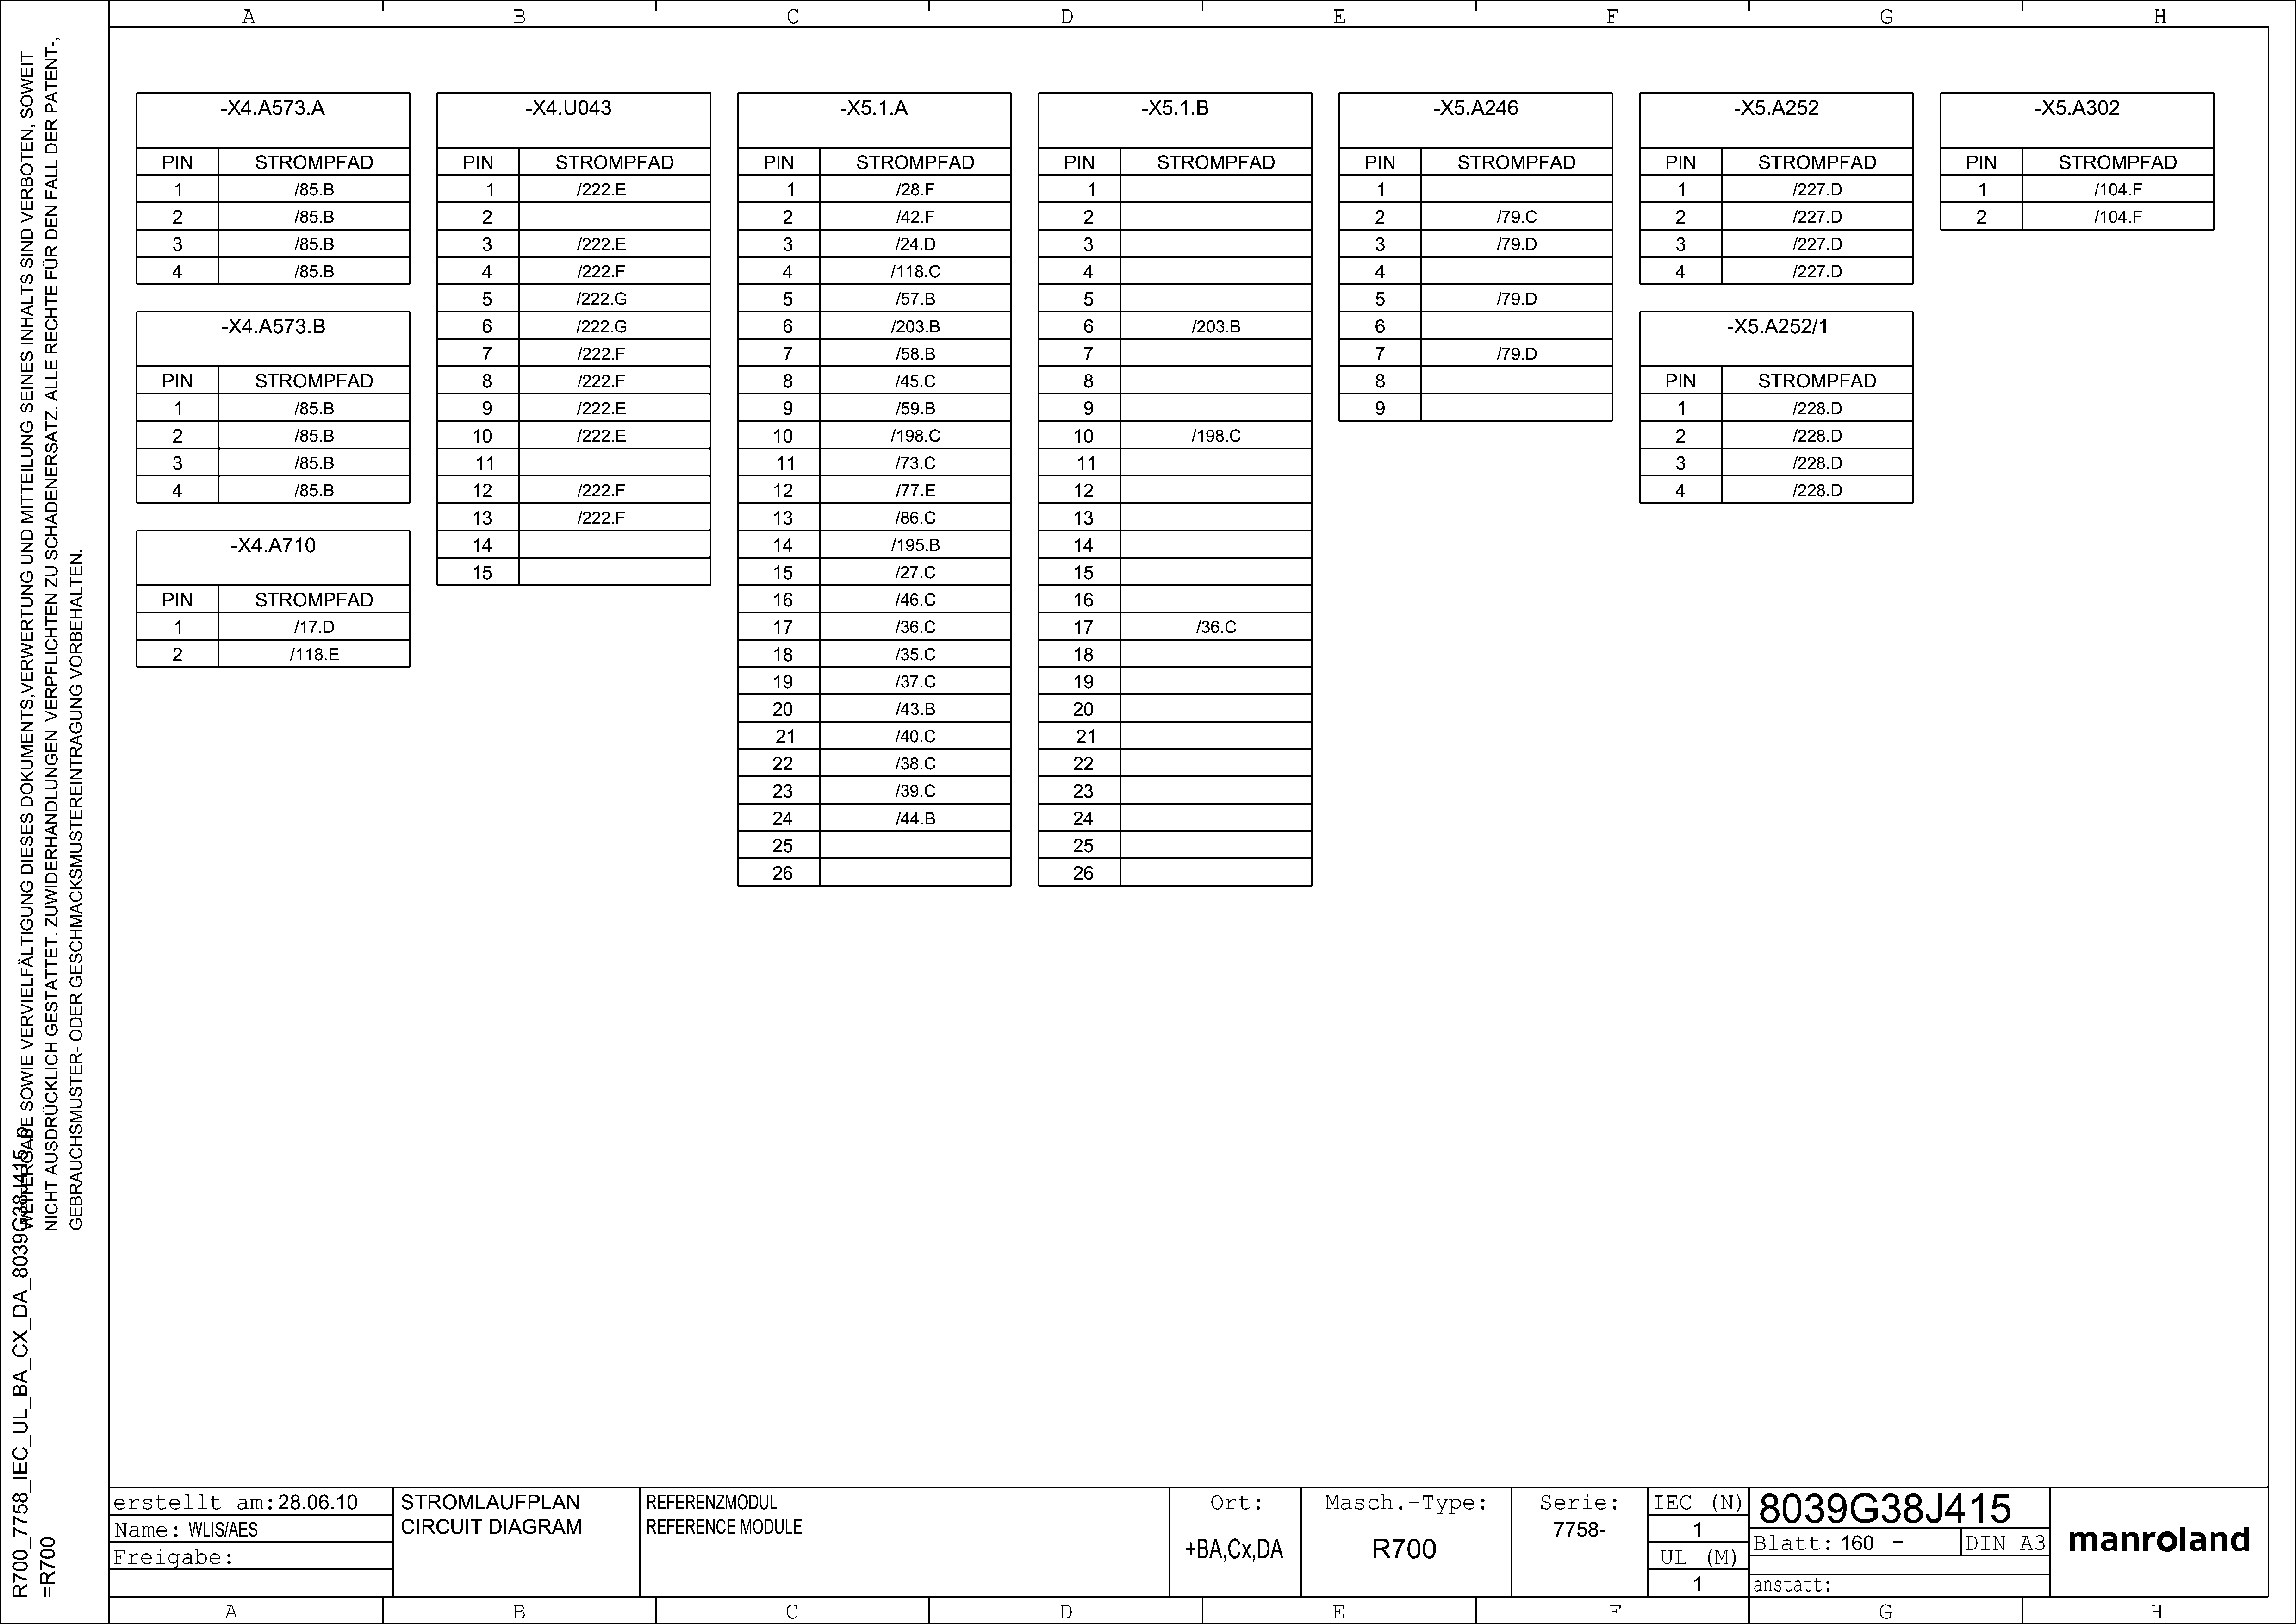 A B C D E F G H
-X4.A573.A
PIN STROMPFAD
1 /85.B
2 /85.B
3 /85.B
4 /85.B
-X4.A573.B
PIN STROMPFAD
1 /85.B
2 /85.B
3 /85.B
4 /85.B
-X4.A710
PIN STROMPFAD
1 /17.D
2 /118.E
-X4.U043
PIN STROMPFAD
1 /222.E
2
3 /222.E
4 /222.F
5 /222.G
6 /222.G
7 /222.F
8 /222.F
9 /222.E
10 /222.E
11
12 /222.F
13 /222.F
14
15
-X5.1.A
PIN STROMPFAD
1 /28.F
2 /42.F
3 /24.D
4 /118.C
5 /57.B
6 /203.B
7 /58.B
8 /45.C
9 /59.B
10 /198.C
11 /73.C
12 /77.E
13 /86.C
14 /195.B
15 /27.C
16 /46.C
17 /36.C
18 /35.C
19 /37.C
20 /43.B
21 /40.C
22 /38.C
23 /39.C
24 /44.B
25
26
-X5.1.B
PIN STROMPFAD
1
2
3
4
5
6 /203.B
7
8
9
10 /198.C
11
12
13
14
15
16
17 /36.C
18
19
20
21
22
23
24
25
26
-X5.A246
PIN STROMPFAD
1
2 /79.C
3 /79.D
4
5 /79.D
6
7 /79.D
8
9
-X5.A252
PIN STROMPFAD
1 /227.D
2 /227.D
3 /227.D
4 /227.D
-X5.A252/1
PIN STROMPFAD
1 /228.D
2 /228.D
3 /228.D
4 /228.D
-X5.A302
PIN STROMPFAD
1 /104.F
2 /104.F
WEITERGABE SOWIE VERVIELFÄLTIGUNG DIESES DOKUMENTS,VERWERTUNG UND MITTEILUNG SEINES INHALTS SIND VERBOTEN, SOWEIT
NICHT AUSDRÜCKLICH GESTATTET. ZUWIDERHANDLUNGEN VERPFLICHTEN ZU SCHADENERSATZ. ALLE RECHTE FÜR DEN FALL DER PATENT-,
GEBRAUCHSMUSTER- ODER GESCHMACKSMUSTEREINTRAGUNG VORBEHALTEN.
R700_7758_IEC_UL_BA_CX_DA_8039G38J415_D
=R700
erstellt am: 28.06.10
Name: WLIS/AES
Freigabe:
STROMLAUFPLAN
CIRCUIT DIAGRAM
REFERENZMODUL
REFERENCE MODULE
Ort:
+BA,Cx,DA
Masch.-Type:
R700
Serie:
7758-
IEC (N)
1
UL (M)
1
8039G38J415
Blatt: 160 - DIN A3
anstatt:
manroland
A B C D E F G H